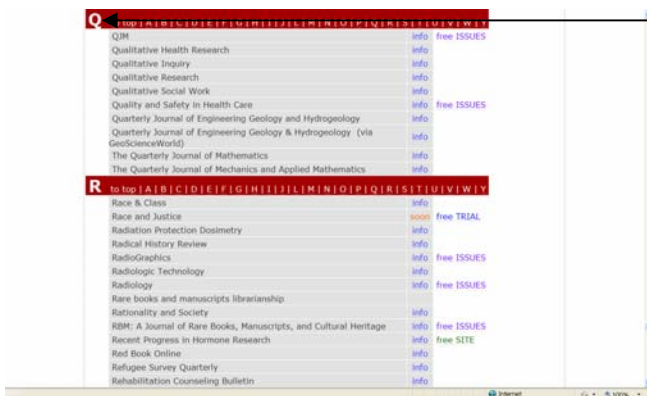 Q to top | A | B | C | D | E | F | G | H | I | J | L | M | N | O | P | Q | R | S | T | U | V | W | Y
QJM info free ISSUES
Qualitative Health Research info
Qualitative Inquiry info
Qualitative Research info
Qualitative Social Work info
Quality and Safety in Health Care info free ISSUES
Quarterly Journal of Engineering Geology and Hydrogeology info
Quarterly Journal of Engineering Geology & Hydrogeology (via
GeoScienceWorld) info
The Quarterly Journal of Mathematics info
The Quarterly Journal of Mechanics and Applied Mathematics info
R to top | A | B | C | D | E | F | G | H | I | J | L | M | N | O | P | Q | R | S | T | U | V | W | Y
Race & Class info
Race and Justice soon free TRIAL
Radiation Protection Dosimetry info
Radical History Review info
RadioGraphics info free ISSUES
Radiologic Technology info
Radiology info free ISSUES
Rare books and manuscripts librarianship
Rationality and Society info
RBM: A Journal of Rare Books, Manuscripts, and Cultural Heritage info free ISSUES
Recent Progress in Hormone Research info free SITE
Red Book Online info
Refugee Survey Quarterly info
Rehabilitation Counseling Bulletin info
Internet 100%